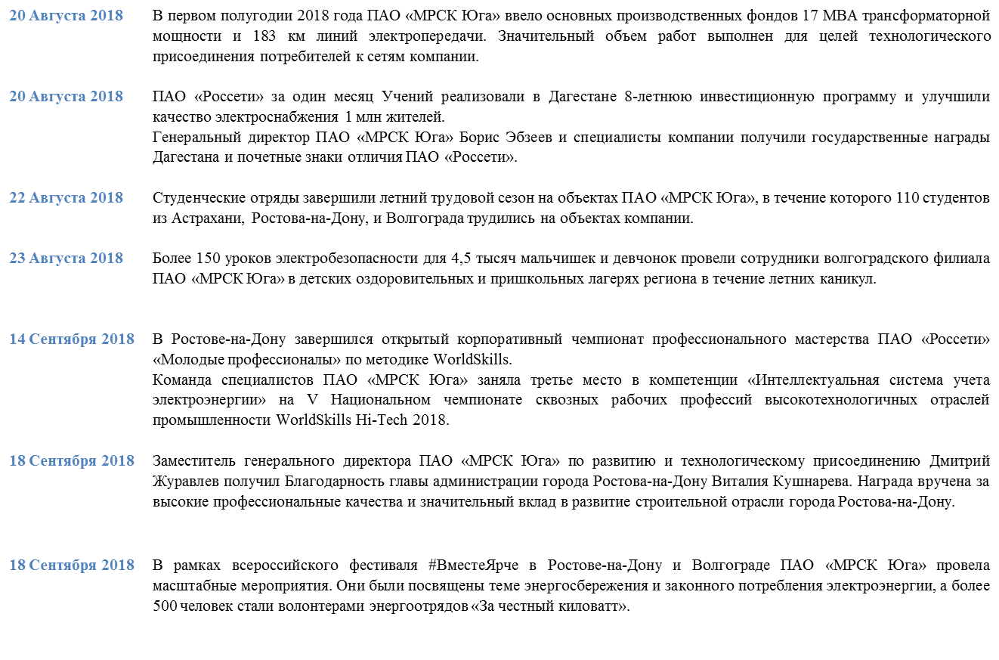 20 Августа 2018 В первом полугодии 2018 года ПАО «МРСК Юга» ввело основных производственных фондов 17 МВА трансформаторной
мощности и 183 км линий электропередачи. Значительный объем работ выполнен для целей технологического
присоединения потребителей к сетям компании.
20 Августа 2018 ПАО «Россети» за один месяц Учений реализовали в Дагестане 8-летнюю инвестиционную программу и улучшили
качество электроснабжения 1 млн жителей.
Генеральный директор ПАО «МРСК Юга» Борис Эбзеев и специалисты компании получили государственные награды
Дагестана и почетные знаки отличия ПАО «Россети».
22 Августа 2018 Студенческие отряды завершили летний трудовой сезон на объектах ПАО «МРСК Юга», в течение которого 110 студентов
из Астрахани, Ростова-на-Дону, и Волгограда трудились на объектах компании.
23 Августа 2018 Более 150 уроков электробезопасности для 4,5 тысяч мальчишек и девчонок провели сотрудники волгоградского филиала
ПАО «МРСК Юга» в детских оздоровительных и пришкольных лагерях региона в течение летних каникул.
14 Сентября 2018 В Ростове-на-Дону завершился открытый корпоративный чемпионат профессионального мастерства ПАО «Россети»
«Молодые профессионалы» по методике WorldSkills.
Команда специалистов ПАО «МРСК Юга» заняла третье место в компетенции «Интеллектуальная система учета
электроэнергии» на V Национальном чемпионате сквозных рабочих профессий высокотехнологичных отраслей
промышленности WorldSkills Hi-Tech 2018.
18 Сентября 2018 Заместитель генерального директора ПАО «МРСК Юга» по развитию и технологическому присоединению Дмитрий
Журавлев получил Благодарность главы администрации города Ростова-на-Дону Виталия Кушнарева. Награда вручена за
высокие профессиональные качества и значительный вклад в развитие строительной отрасли города Ростова-на-Дону.
18 Сентября 2018 В рамках всероссийского фестиваля #ВместеЯрче в Ростове-на-Дону и Волгограде ПАО «МРСК Юга» провела
масштабные мероприятия. Они были посвящены теме энергосбережения и законного потребления электроэнергии, а более
500 человек стали волонтерами энергоотрядов «За честный киловатт».